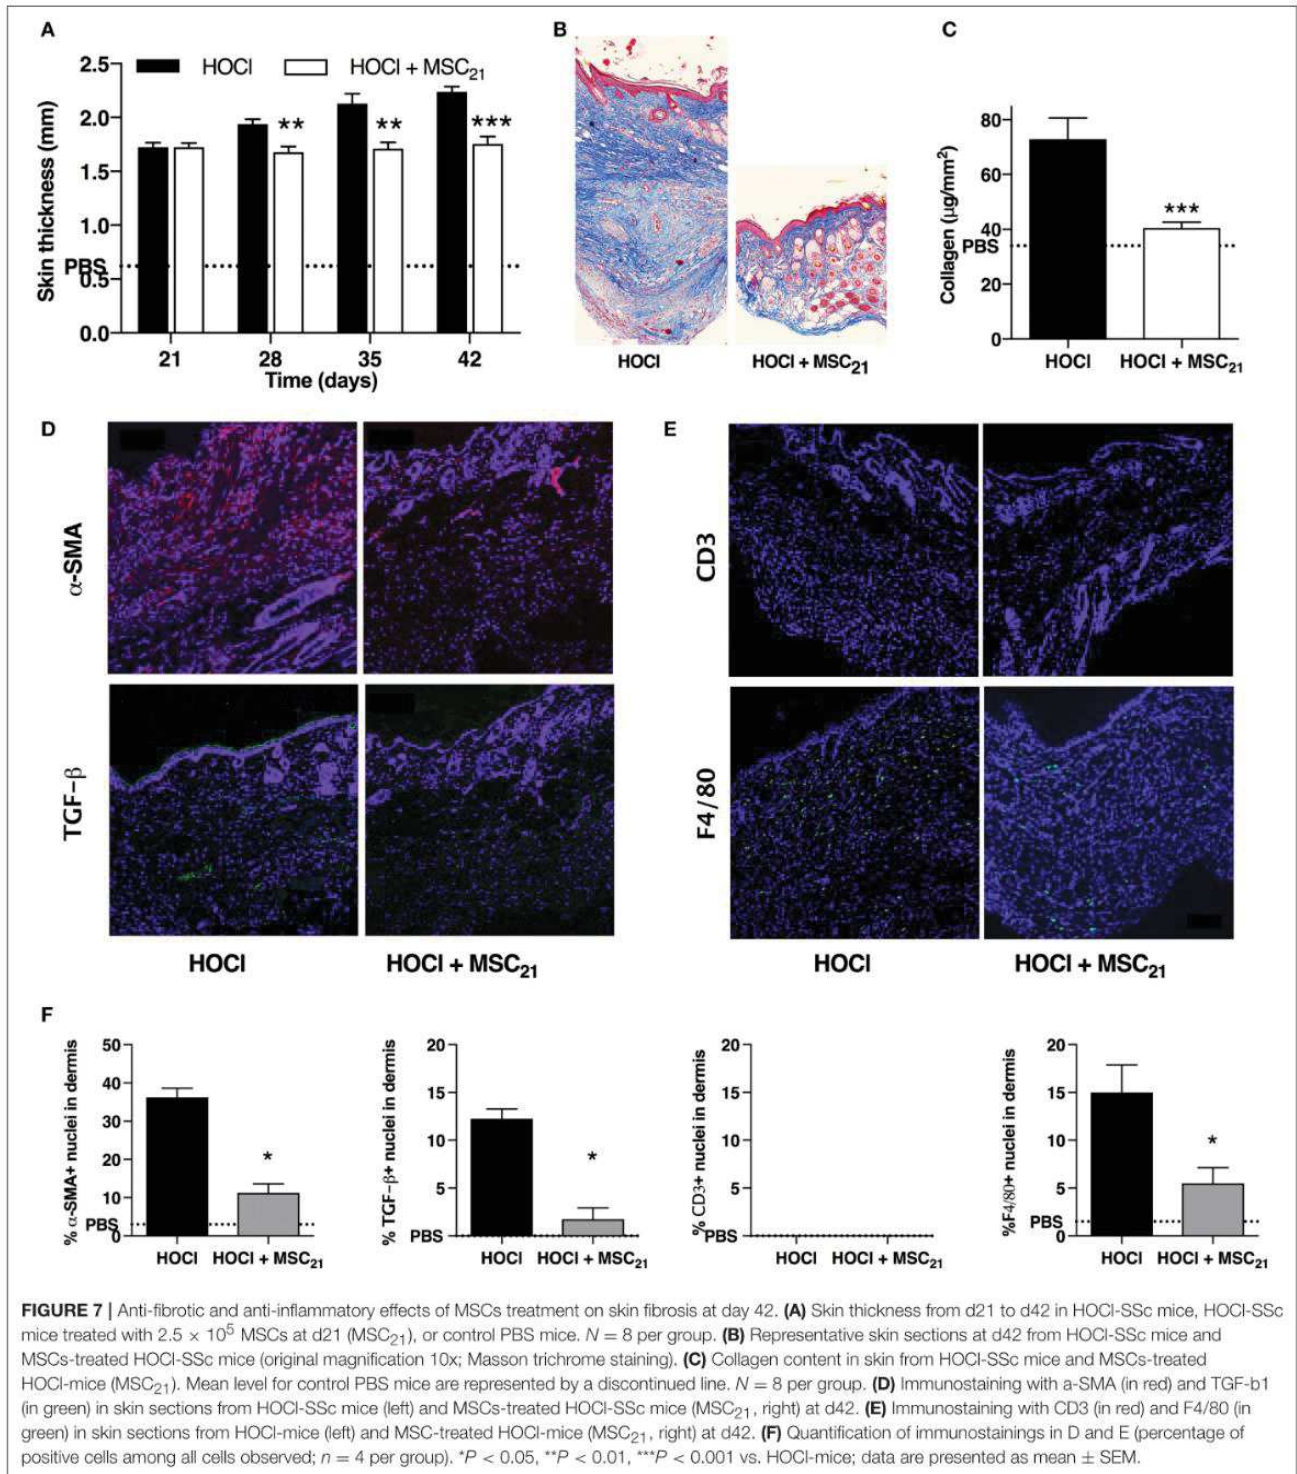 A
HOCl HOCl + MSC21
Skin thickness (mm)
2.5
2.0
1.5
1.0
0.5
0.0
PBS
** ** ***
21 28 35 42
Time (days)
B
HOCl HOCl + MSC21
C
Collagen (µg/mm2)
80
60
40
20
0
PBS
***
HOCl HOCl + MSC21
D
α-SMA
TGF-β
HOCl HOCl + MSC21
E
CD3
F4/80
HOCl HOCl + MSC21
F
% α-SMA+ nuclei in dermis
50
40
30
20
10
0
PBS
*
HOCl HOCl + MSC21
% TGF-β+ nuclei in dermis
20
15
10
5
PBS
*
HOCl HOCl + MSC21
% CD3+ nuclei in dermis
20
15
10
5
PBS
HOCl HOCl + MSC21
%F4/80+ nuclei in dermis
20
15
10
5
0
PBS
*
HOCl HOCl + MSC21
FIGURE 7 | Anti-fibrotic and anti-inflammatory effects of MSCs treatment on skin fibrosis at day 42. (A) Skin thickness from d21 to d42 in HOCl-SSc mice, HOCl-SSc
mice treated with 2.5 × 10^5 MSCs at d21 (MSC21), or control PBS mice. N = 8 per group. (B) Representative skin sections at d42 from HOCl-SSc mice and
MSCs-treated HOCl-SSc mice (original magnification 10x; Masson trichrome staining). (C) Collagen content in skin from HOCl-SSc mice and MSCs-treated
HOCl-mice (MSC21). Mean level for control PBS mice are represented by a discontinued line. N = 8 per group. (D) Immunostaining with a-SMA (in red) and TGF-b1
(in green) in skin sections from HOCl-SSc mice (left) and MSCs-treated HOCl-SSc mice (MSC21, right) at d42. (E) Immunostaining with CD3 (in red) and F4/80 (in
green) in skin sections from HOCl-mice (left) and MSC-treated HOCl-mice (MSC21, right) at d42. (F) Quantification of immunostainings in D and E (percentage of
positive cells among all cells observed; n = 4 per group). *P < 0.05, **P < 0.01, ***P < 0.001 vs. HOCl-mice; data are presented as mean ± SEM.